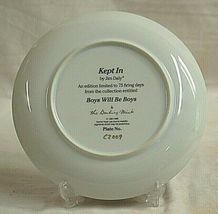 Kept In
by Jim Daly
An edition limited to 75 firing days
from the collection entitled
Boys Will Be Boys
The Danbury Mint
Plate No.